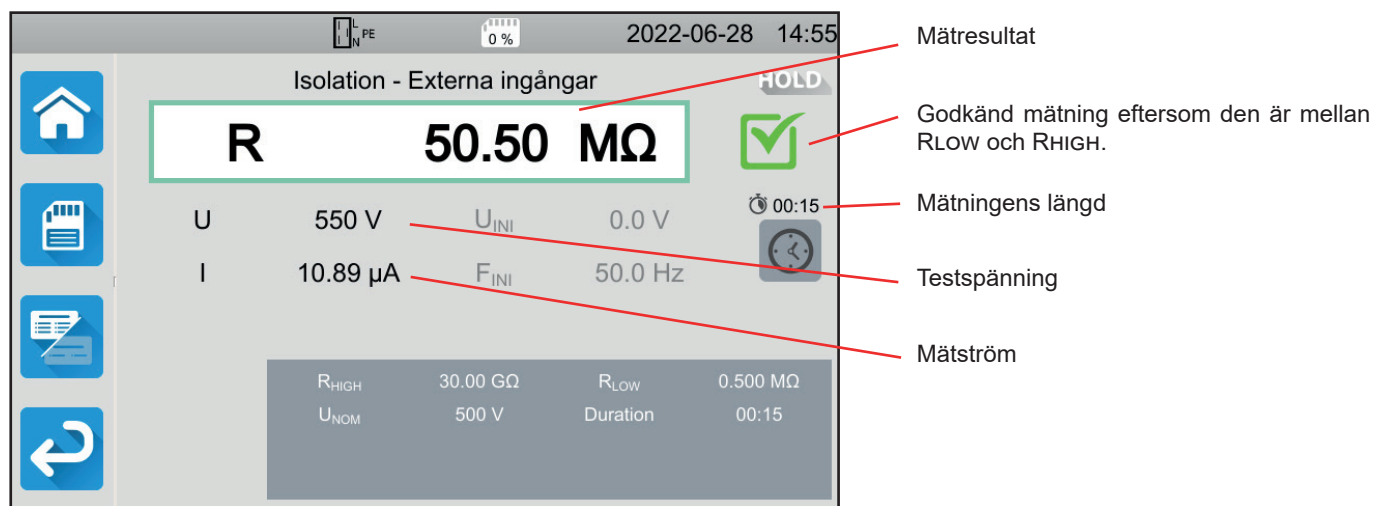 L
N PE
0 %
2022-06-28 14:55
Isolation - Externa ingångar
HOLD
R 50.50 MΩ
00:15
U 550 V UINI 0.0 V
I 10.89 µA FINI 50.0 Hz
RHIGH 30.00 GΩ RLOW 0.500 MΩ
UNOM 500 V Duration 00:15
Mätresultat
Godkänd mätning eftersom den är mellan
RLOW och RHIGH.
Mätningens längd
Testspänning
Mätström